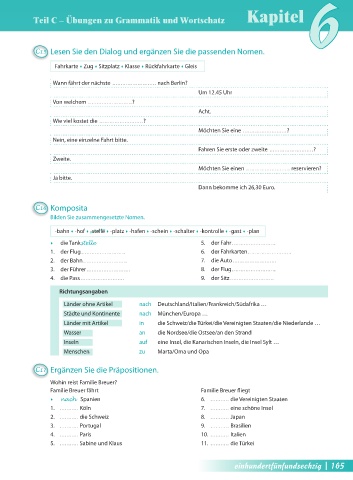 Teil C – Übungen zu Grammatik und Wortschatz
Kapitel 6
Lesen Sie den Dialog und ergänzen Sie die passenden Nomen.
Fahrkarte • Zug • Sitzplatz • Klasse • Rückfahrkarte • Gleis
Wann fährt der nächste ........................ nach Berlin?
Um 12.45 Uhr
Von welchem ........................?
Acht.
Wie viel kostet die ........................?
Möchten Sie eine ........................?
Nein, eine einzelne Fahrt bitte.
Fahren Sie erste oder zweite ........................?
Zweite.
Möchten Sie einen ........................ reservieren?
Ja bitte.
Dann bekomme ich 26,30 Euro.
Komposita
Bilden Sie zusammengesetzte Nomen.
-bahn • -hof • -stelle • -platz • -hafen • -schein • -schalter • -kontrolle • -gast • -plan
• die Tankstelle
1. der Flug........................
2. der Bahn........................
3. der Führer........................
4. die Pass........................
5. der Fahr........................
6. der Fahrkarten........................
7. die Auto........................
8. der Flug........................
9. der Sitz........................
Richtungsangaben
Länder ohne Artikel nach Deutschland/Italien/Frankreich/Südafrika ...
Städte und Kontinente nach München/Europa ...
Länder mit Artikel in die Schweiz/die Türkei/die Vereinigten Staaten/die Niederlande ...
Wasser an die Nordsee/die Ostsee/an den Strand
Inseln auf eine Insel, die Kanarischen Inseln, die Insel Sylt ...
Menschen zu Marta/Oma und Opa
Ergänzen Sie die Präpositionen.
Wohin reist Familie Breuer?
Familie Breuer fährt
• nach Spanien
1. .......... Köln
2. .......... die Schweiz
3. .......... Portugal
4. .......... Paris
5. .......... Sabine und Klaus
Familie Breuer fliegt
6. .......... die Vereinigten Staaten
7. .......... eine schöne Insel
8. .......... Japan
9. .......... Brasilien
10. .......... Italien
11. .......... die Türkei
einhundertfünfundsechzig | 165